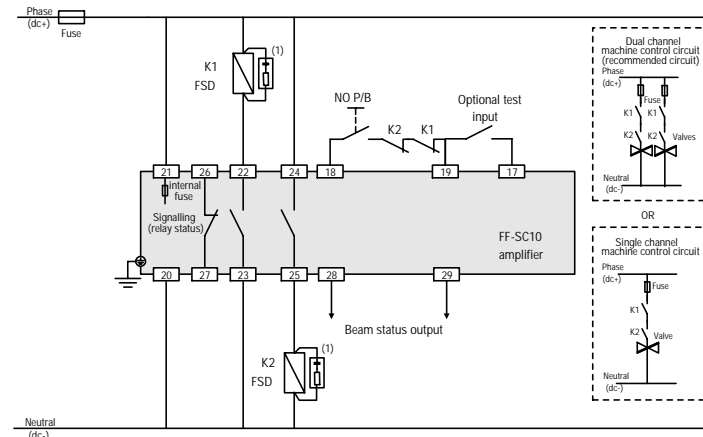 Phase
(dc+)
Fuse
K1
FSD
(1)
NO P/B
K2
K1
Optional test
input
21
26
22
24
18
19
17
Internal
fuse
Signalling
(relay status)
FF-SC10
amplifier
20
27
23
25
28
29
Beam status output
K2
FSD
(1)
Neutral
(dc-)
Dual channel
machine control circuit
(recommended circuit)
Phase
(dc+)
Fuse
K1
K1
K2
K2
Valves
Neutral
(dc-)
OR
Single channel
machine control circuit
Phase
(dc+)
Fuse
K1
K2
Valve
Neutral
(dc-)